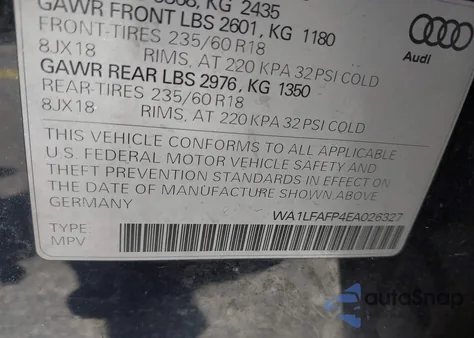 KG 2435
GAWR FRONT LBS 2601, KG 1180
FRONT-TIRES 235/60 R18
8JX18 RIMS, AT 220 KPA 32 PSI COLD
GAWR REAR LBS 2976, KG 1350
REAR-TIRES 235/60 R18
8JX18 RIMS, AT 220 KPA 32 PSI COLD
THIS VEHICLE CONFORMS TO ALL APPLICABLE
U.S. FEDERAL MOTOR VEHICLE SAFETY AND
THEFT PREVENTION STANDARDS IN EFFECT ON
THE DATE OF MANUFACTURE SHOWN ABOVE.
GERMANY
WA1LFAFP4EA026327
TYPE
MPV
Audi
autoSnap